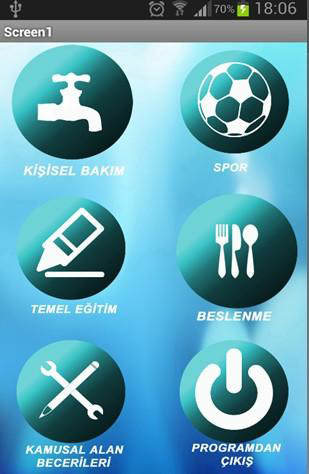 70% 18:06
Screen1
KİŞİSEL BAKIM
SPOR
TEMEL EĞİTİM
BESLENME
KAMUSAL ALAN
BECERİLERİ
PROGRAMDAN
ÇIKIŞ